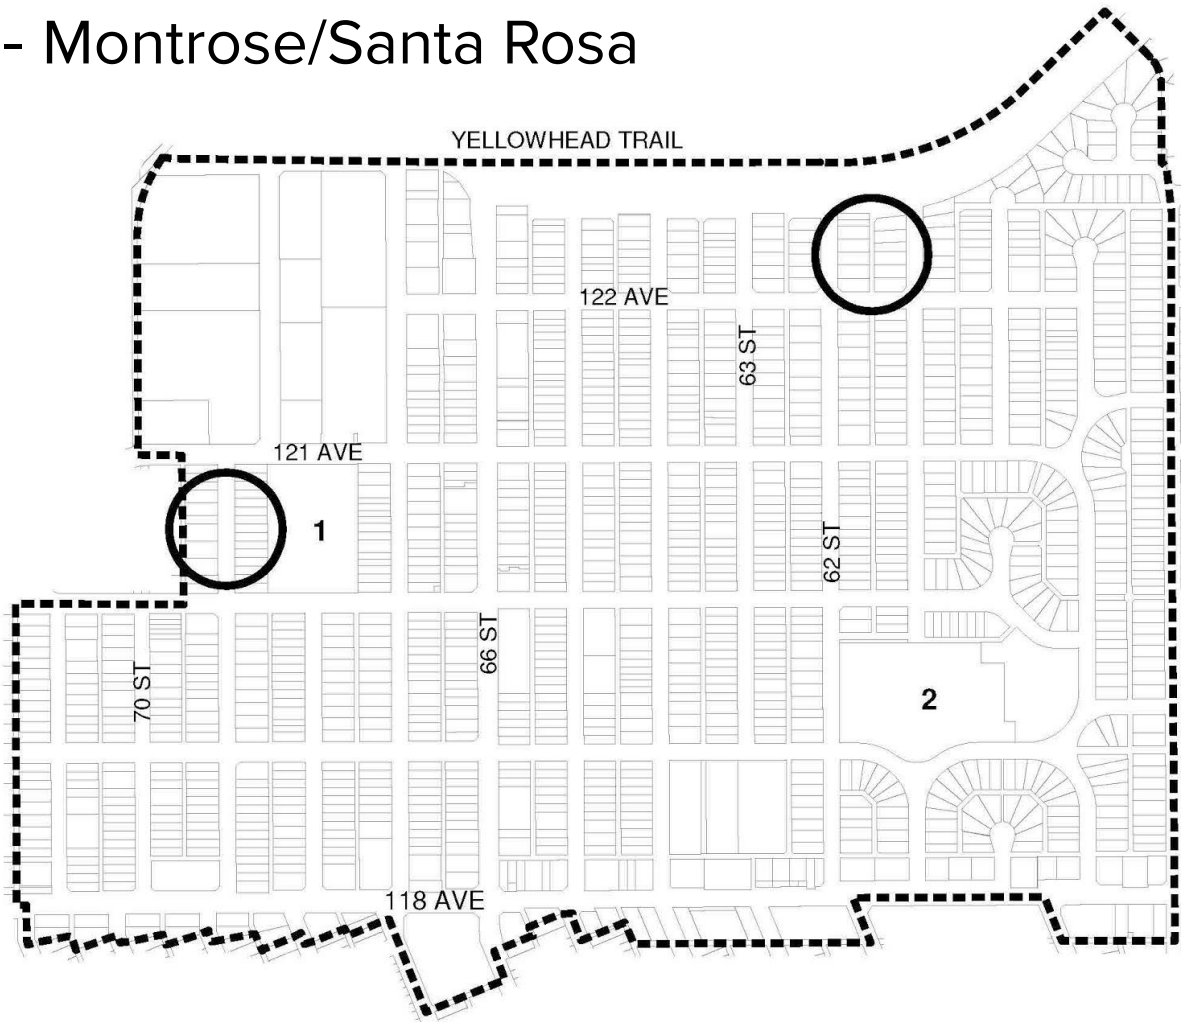 - Montrose/Santa Rosa
YELLOWHEAD TRAIL
122 AVE
63 ST
121 AVE
1
62 ST
66 ST
70 ST
2
118 AVE